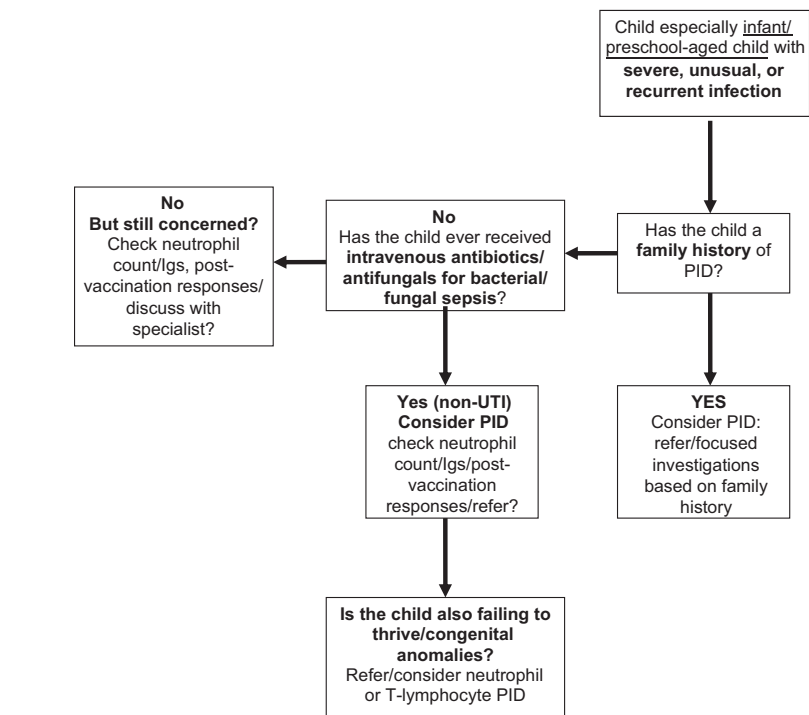 Child especially infant/
preschool-aged child with
severe, unusual, or
recurrent infection
Has the child a
family history of
PID?
No
Has the child ever received
intravenous antibiotics/
antifungals for bacterial/
fungal sepsis?
No
But still concerned?
Check neutrophil
count/Igs, post-
vaccination responses/
discuss with
specialist?
Yes (non-UTI)
Consider PID
check neutrophil
count/Igs/post-
vaccination
responses/refer?
YES
Consider PID:
refer/focused
investigations
based on family
history
Is the child also failing to
thrive/congenital
anomalies?
Refer/consider neutrophil
or T-lymphocyte PID